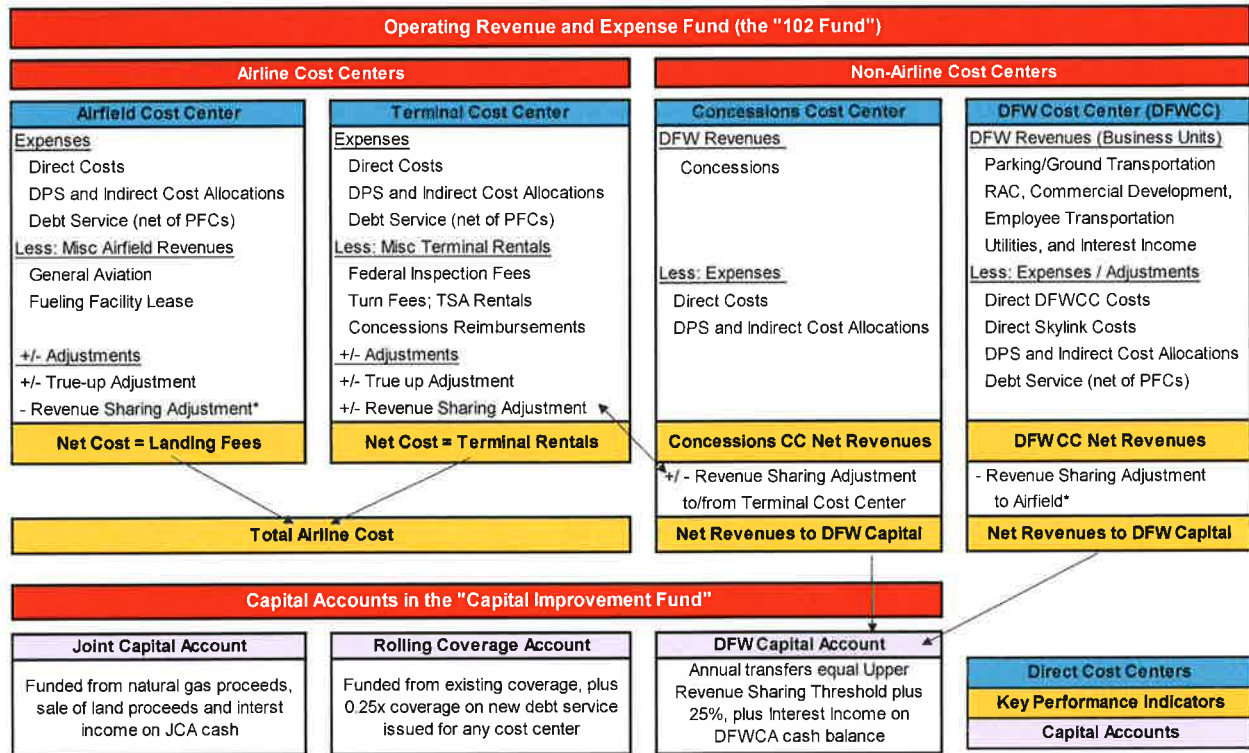 Operating Revenue and Expense Fund (the "102 Fund")
Airline Cost Centers
Non-Airline Cost Centers
Airfield Cost Center
Expenses
Direct Costs
DPS and Indirect Cost Allocations
Debt Service (net of PFCs)
Less: Misc Airfield Revenues
General Aviation
Fueling Facility Lease
+/- Adjustments
+/- True-up Adjustment
- Revenue Sharing Adjustment*
Net Cost = Landing Fees
Terminal Cost Center
Expenses
Direct Costs
DPS and Indirect Cost Allocations
Debt Service (net of PFCs)
Less: Misc Terminal Rentals
Federal Inspection Fees
Turn Fees; TSA Rentals
Concessions Reimbursements
+/- Adjustments
+/- True up Adjustment
+/- Revenue Sharing Adjustment
Net Cost = Terminal Rentals
Total Airline Cost
Concessions Cost Center
DFW Revenues
Concessions
Less: Expenses
Direct Costs
DPS and Indirect Cost Allocations
Concessions CC Net Revenues
+/ - Revenue Sharing Adjustment
to/from Terminal Cost Center
Net Revenues to DFW Capital
DFW Cost Center (DFWCC)
DFW Revenues (Business Units)
Parking/Ground Transportation
RAC, Commercial Development,
Employee Transportation
Utilities, and Interest Income
Less: Expenses / Adjustments
Direct DFWCC Costs
Direct Skylink Costs
DPS and Indirect Cost Allocations
Debt Service (net of PFCs)
DFWCC Net Revenues
- Revenue Sharing Adjustment
to Airfield*
Net Revenues to DFW Capital
Capital Accounts in the "Capital Improvement Fund"
Joint Capital Account
Funded from natural gas proceeds,
sale of land proceeds and interst
income on JCA cash
Rolling Coverage Account
Funded from existing coverage, plus
0.25x coverage on new debt service
issued for any cost center
DFW Capital Account
Annual transfers equal Upper
Revenue Sharing Threshold plus
25%, plus Interest Income on
DFWCA cash balance
Direct Cost Centers
Key Performance Indicators
Capital Accounts